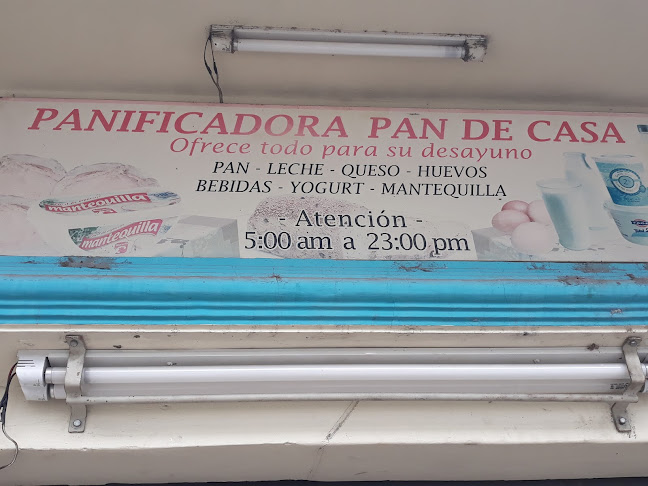 PANIFICADORA PAN DE CASA
Ofrece todo para su desayuno
PAN - LECHE - QUESO - HUEVOS
BEBIDAS - YOGURT - MANTEQUILLA
- Atención -
5:00 am a 23:00 pm
mantequilla
mantequilla